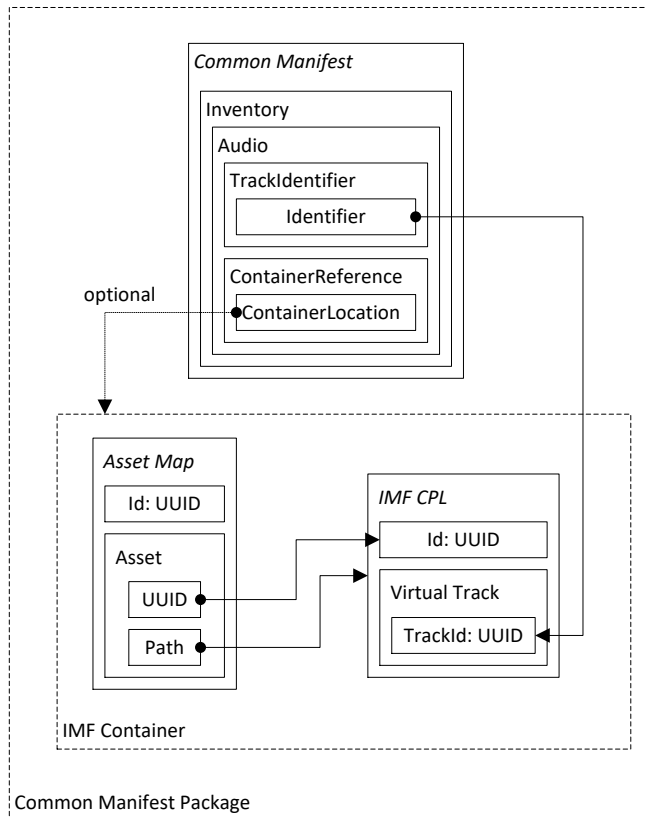 Common Manifest
Inventory
Audio
TrackIdentifier
Identifier
ContainerReference
ContainerLocation
optional
Asset Map
Id: UUID
Asset
UUID
Path
IMF CPL
Id: UUID
Virtual Track
TrackId: UUID
IMF Container
Common Manifest Package